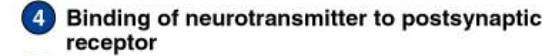 4 Binding of neurotransmitter to postsynaptic
receptor